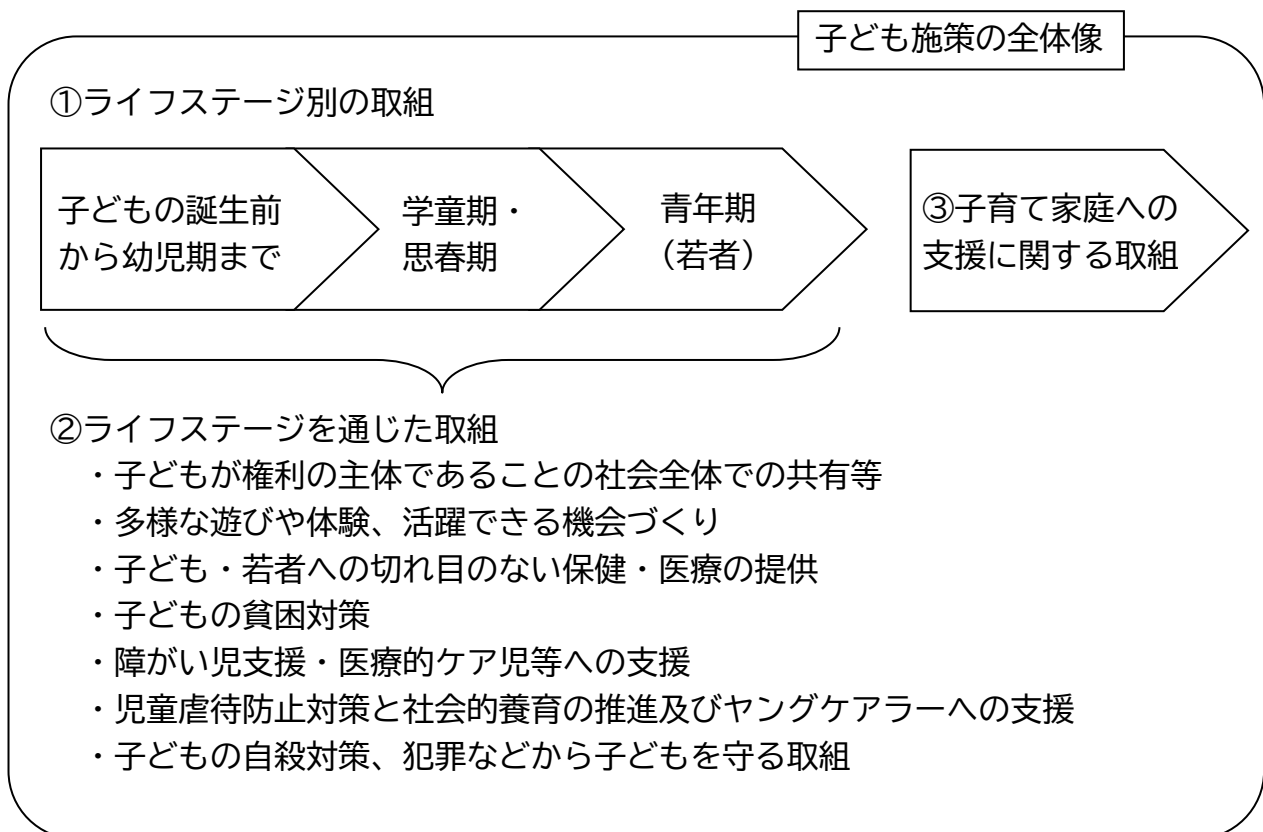 子ども施策の全体像
①ライフステージ別の取組
子どもの誕生前
から幼児期まで
学童期・
思春期
青年期
（若者）
③子育て家庭への
支援に関する取組
②ライフステージを通じた取組
・子どもが権利の主体であることの社会全体での共有等
・多様な遊びや体験、活躍できる機会づくり
・子ども・若者への切れ目のない保健・医療の提供
・子どもの貧困対策
・障がい児支援・医療的ケア児等への支援
・児童虐待防止対策と社会的養育の推進及びヤングケアラーへの支援
・子どもの自殺対策、犯罪などから子どもを守る取組